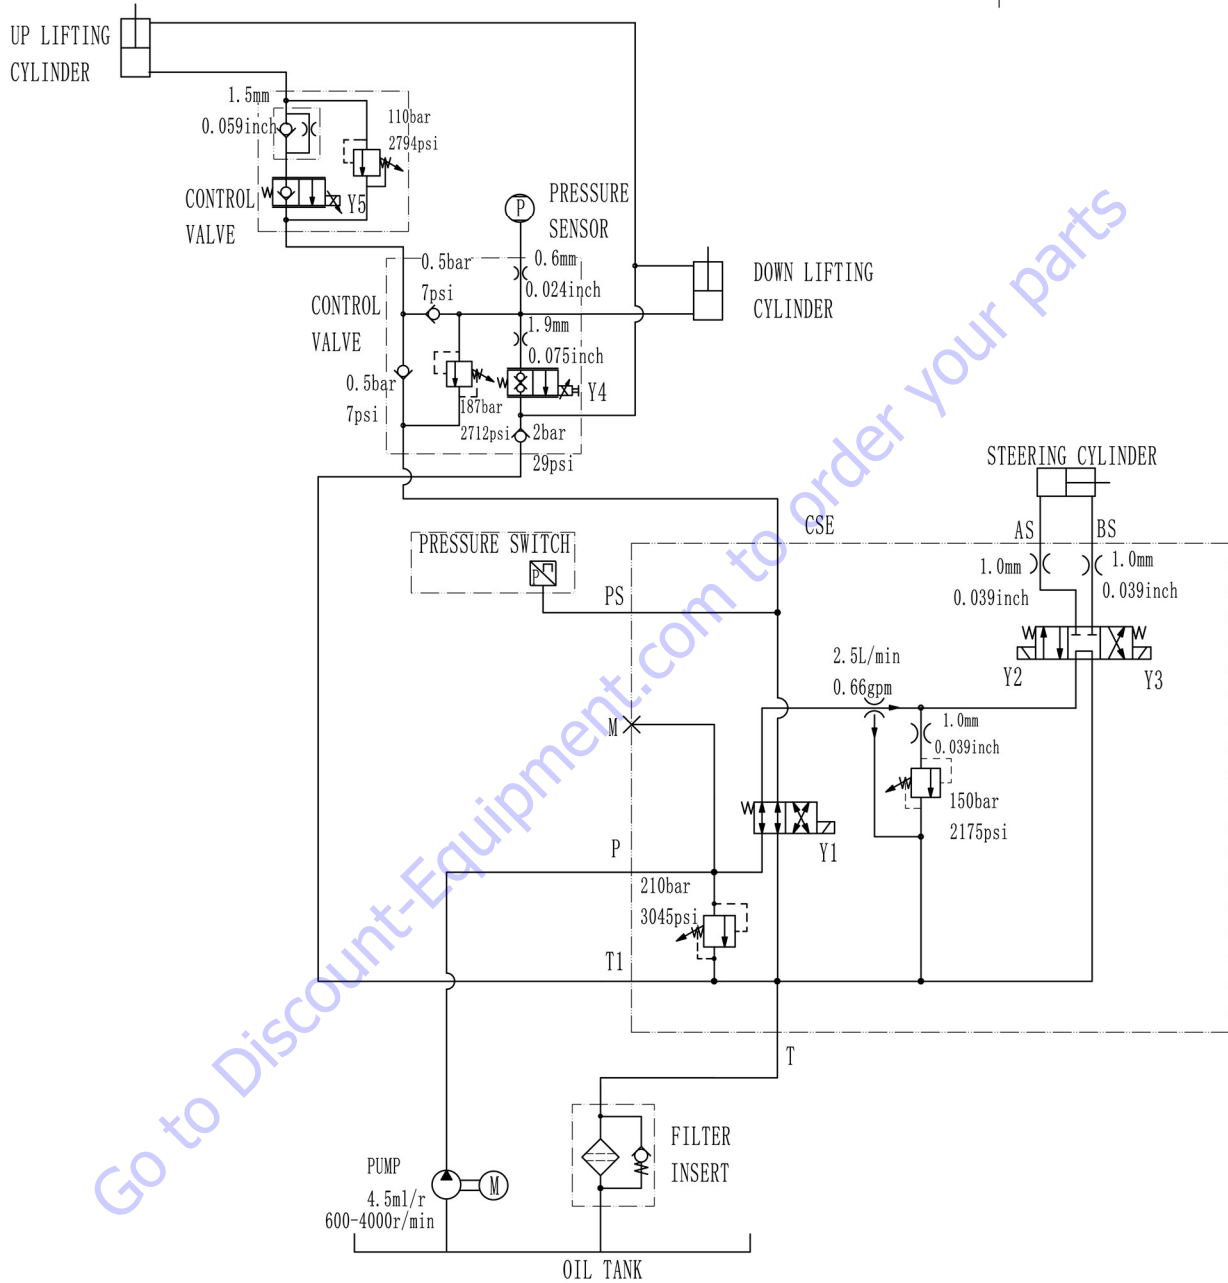 UP LIFTING
CYLINDER
1.5mm
0.059inch
110bar
2794psi
CONTROL
VALVE
Y5
P
PRESSURE
SENSOR
0.5bar
7psi
0.6mm
0.024inch
DOWN LIFTING
CYLINDER
CONTROL
VALVE
1.9mm
0.075inch
0.5bar
7psi
187bar
2712psi
Y4
2bar
29psi
STEERING CYLINDER
CSE
AS
BS
PRESSURE SWITCH
P
1.0mm
0.039inch
1.0mm
0.039inch
PS
2.5L/min
0.66gpm
Y2
Y3
M
1.0mm
0.039inch
150bar
2175psi
P
Y1
210bar
3045psi
T1
T
FILTER
INSERT
PUMP
4.5ml/r
600-4000r/min
M
OIL TANK
Go to Discount-Equipment.com to order your parts